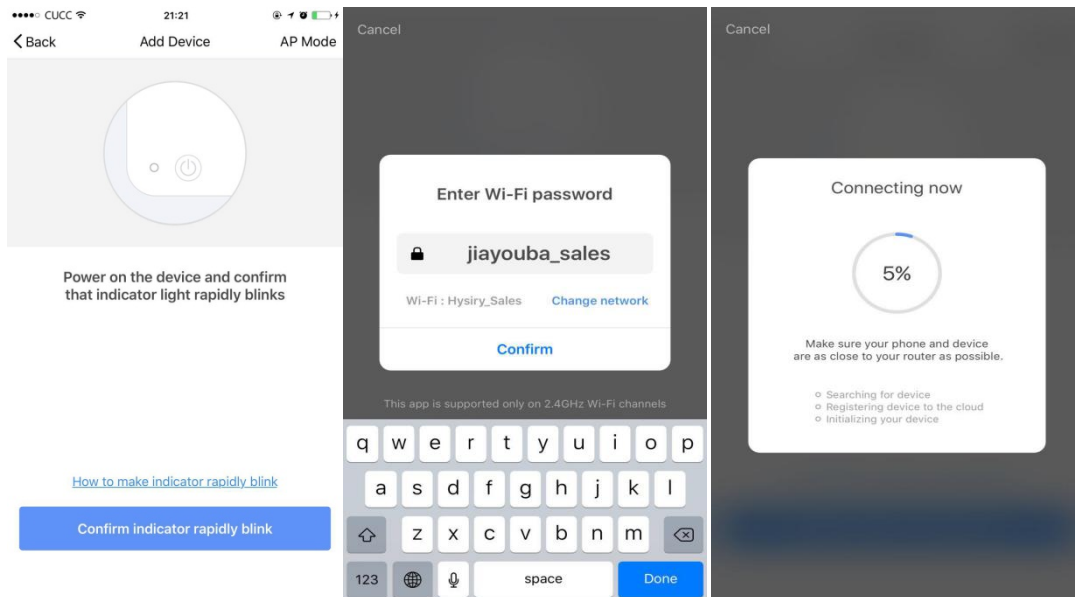 CUCC
21:21
Back
Add Device
AP Mode
Power on the device and confirm
that indicator light rapidly blinks
How to make indicator rapidly blink
Confirm indicator rapidly blink
Cancel
Enter Wi-Fi password
jiayouba_sales
Wi-Fi : Hysiry_Sales
Change network
Confirm
This app is supported only on 2.4GHz Wi-Fi channels
q w e r t y u i o p
a s d f g h j k l
z x c v b n m
123
space
Done
Cancel
Connecting now
5%
Make sure your phone and device
are as close to your router as possible.
Searching for device
Registering device to the cloud
Initializing your device